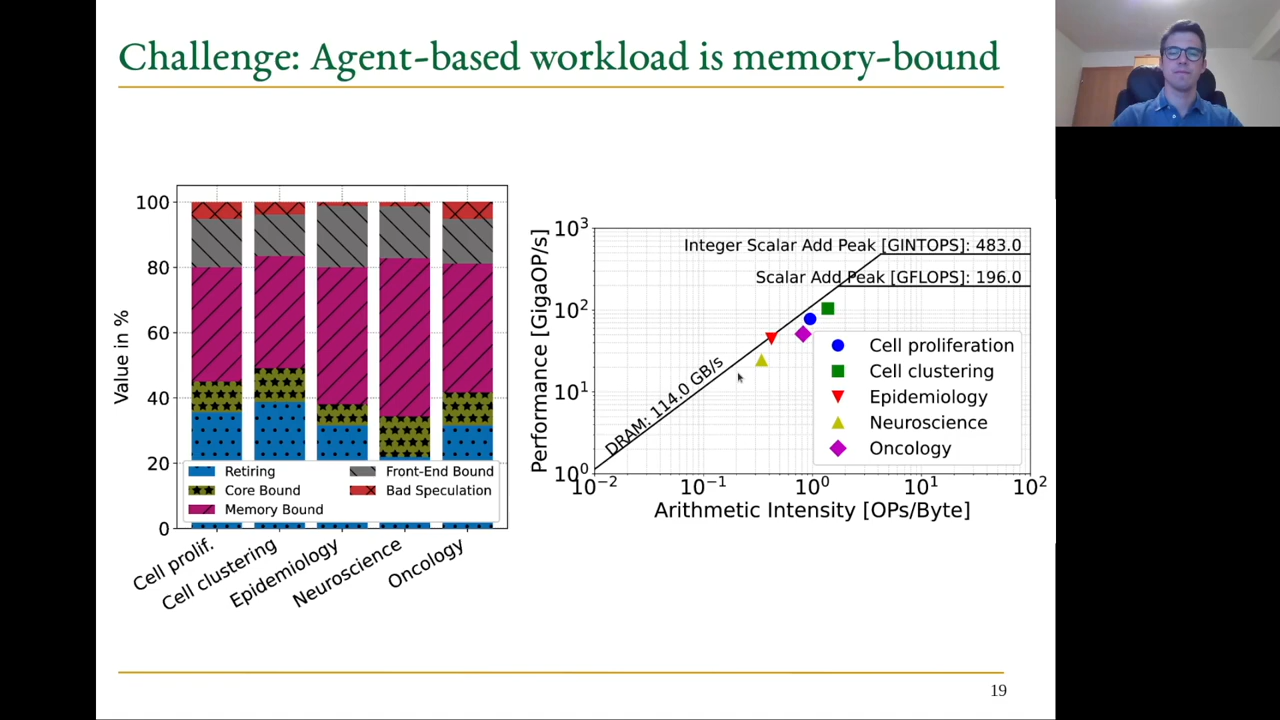 Challenge: Agent-based workload is memory-bound
Value in %
100
80
60
40
20
0
Retiring
Core Bound
Memory Bound
Front-End Bound
Bad Speculation
Cell prolif.
Cell clustering
Epidemiology
Neuroscience
Oncology
Performance [GigaOP/s]
10³
10²
10¹
10⁰
Integer Scalar Add Peak [GINTOPS]: 483.0
Scalar Add Peak [GFLOPS]: 196.0
DRAM: 114.0 GB/s
Cell proliferation
Cell clustering
Epidemiology
Neuroscience
Oncology
10⁻² 10⁻¹ 10⁰ 10¹ 10²
Arithmetic Intensity [OPs/Byte]
19